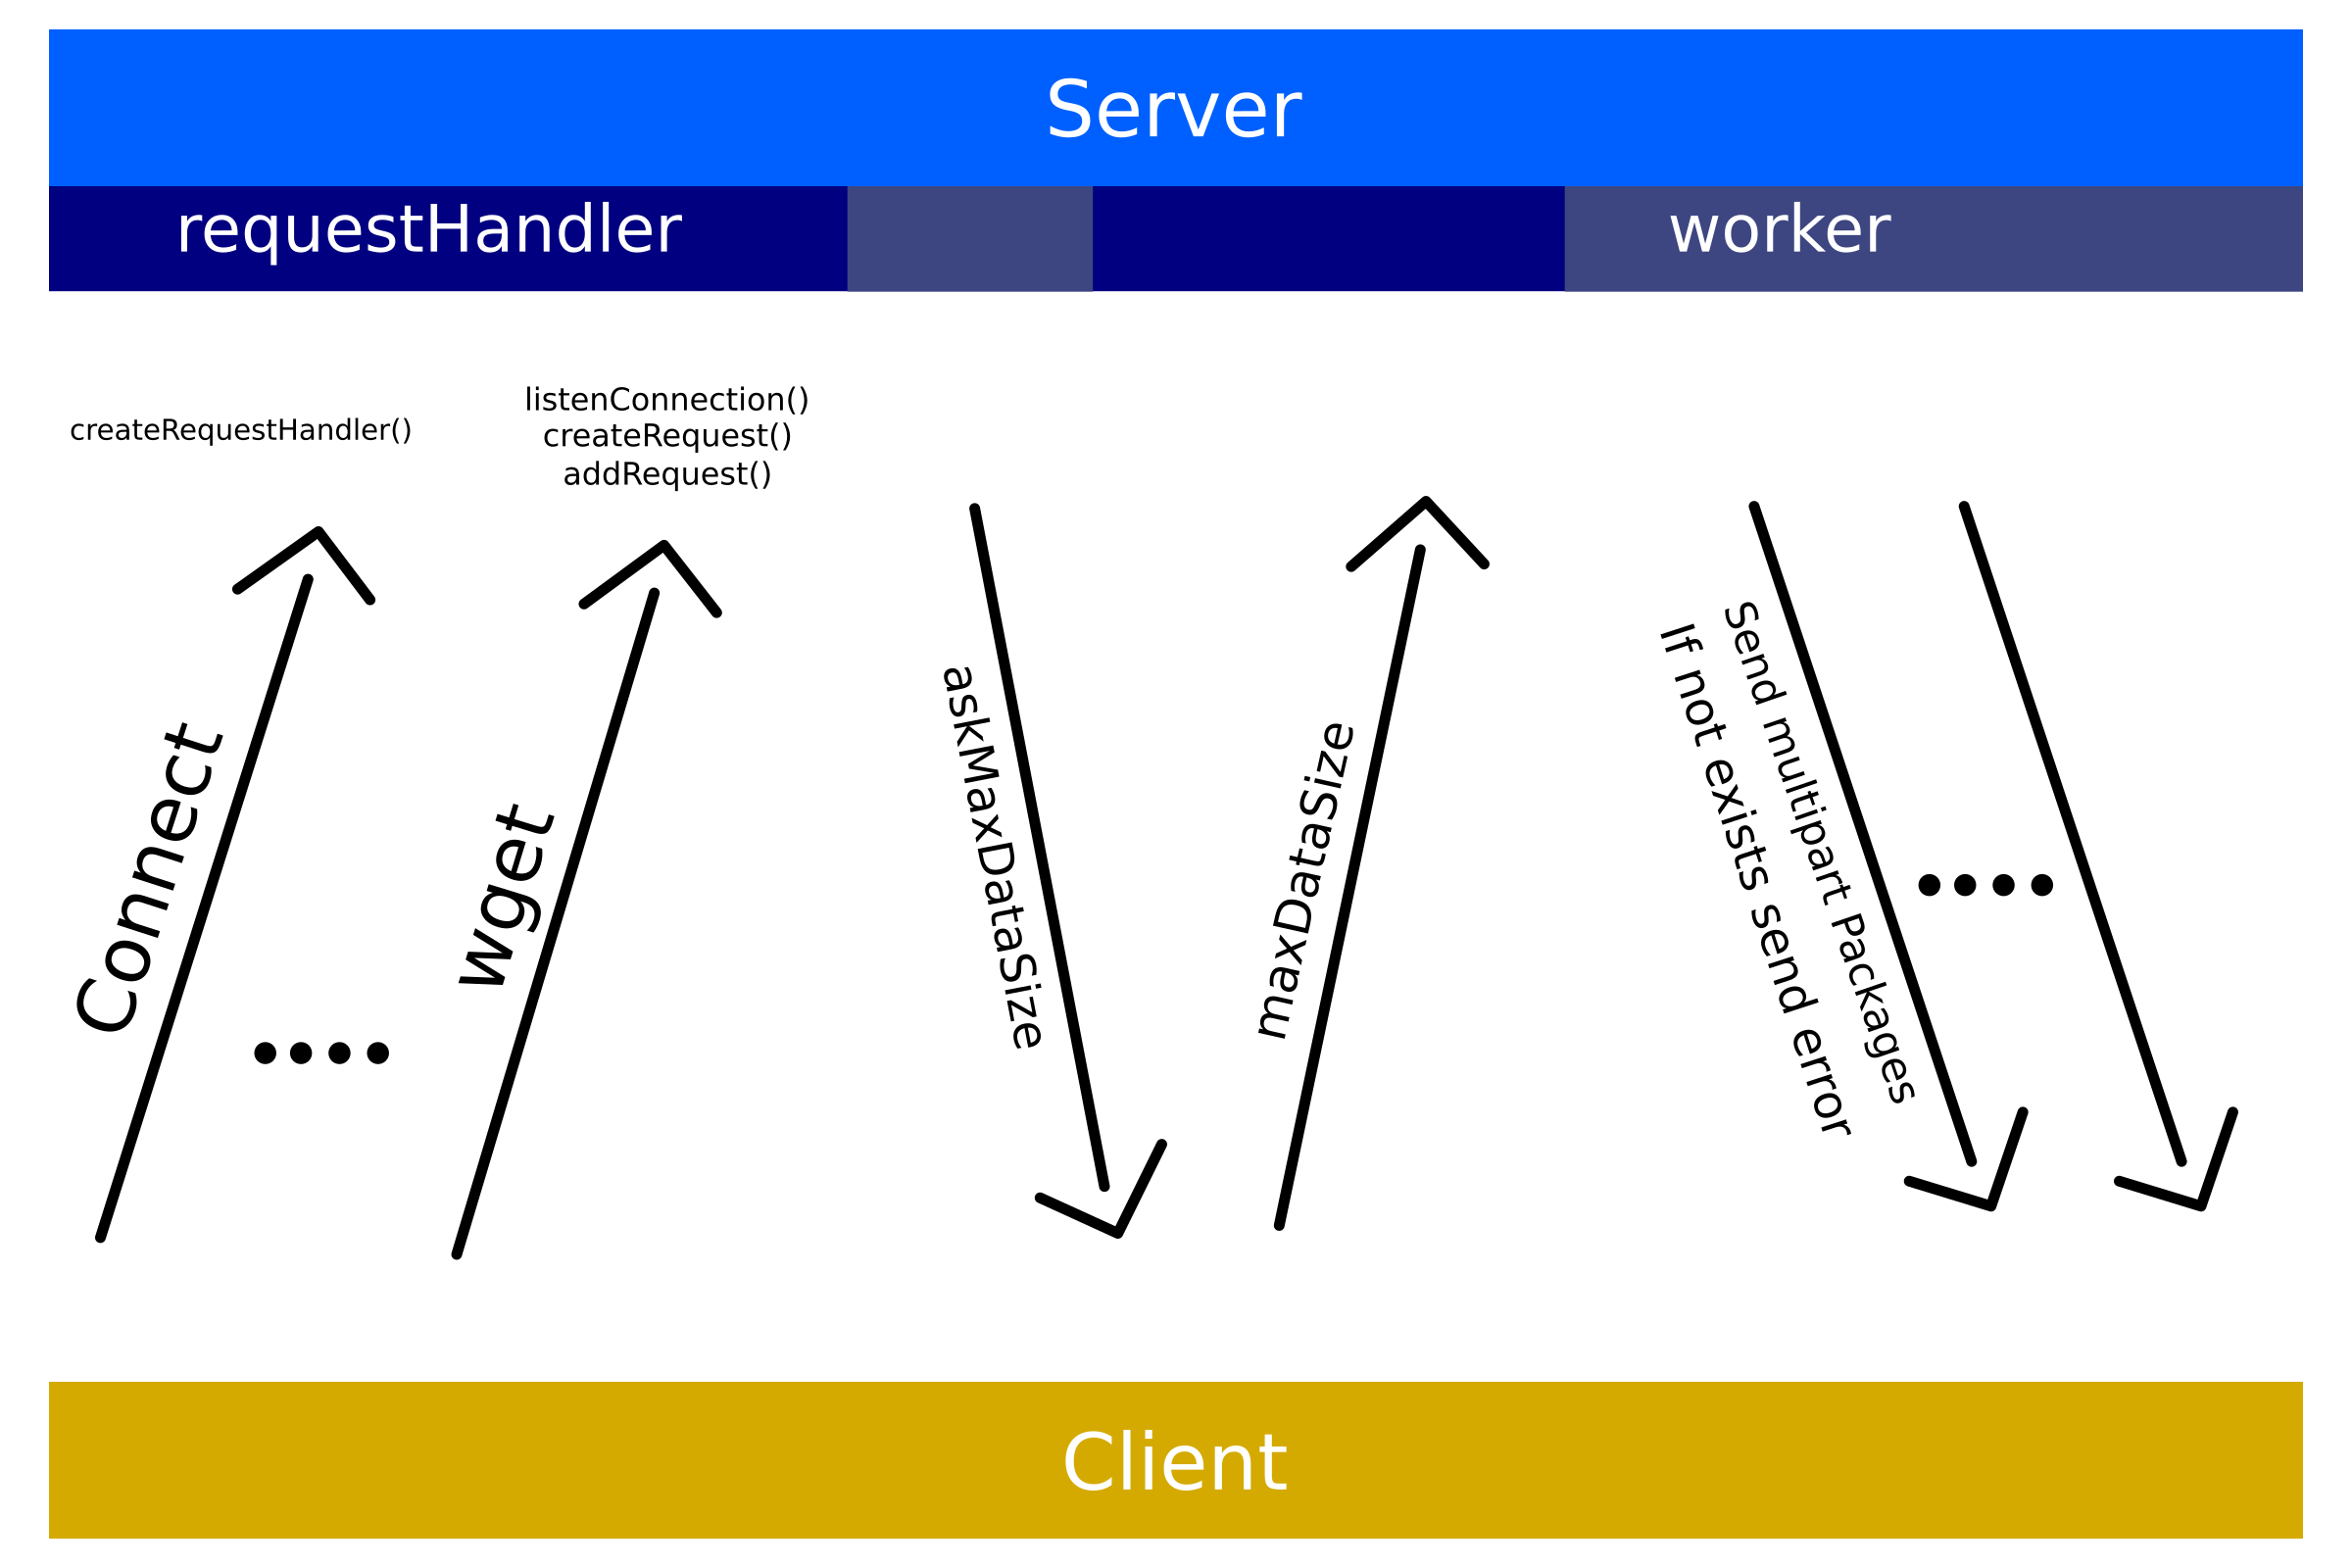 Server
requestHandler
worker
createRequestHandler()
listenConnection()
createRequest()
addRequest()
Connect
wget
askMaxDataSize
maxDataSize
send multipart Packages
If not exists send error
Client